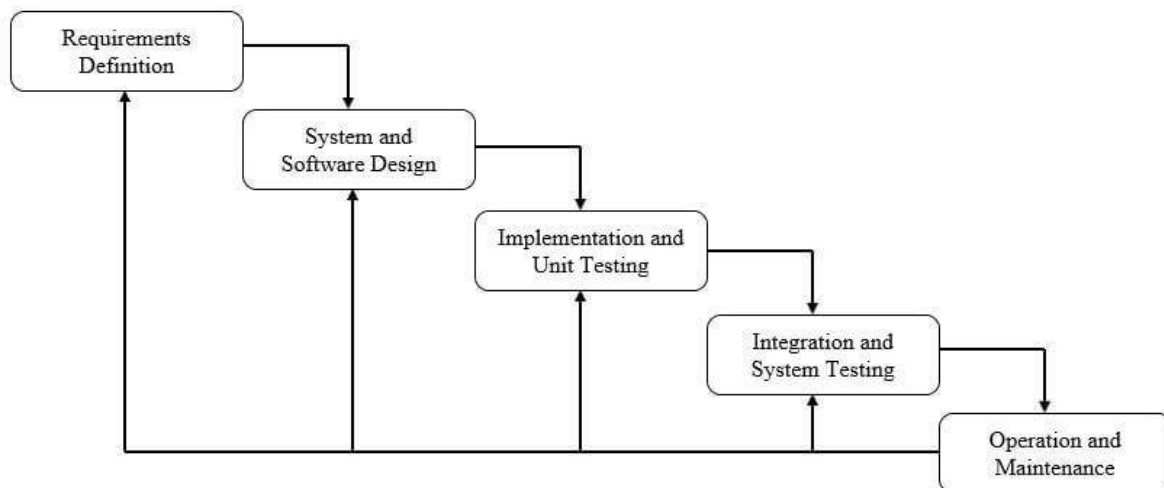 Requirements
Definition
System and
Software Design
Implementation and
Unit Testing
Integration and
System Testing
Operation and
Maintenance